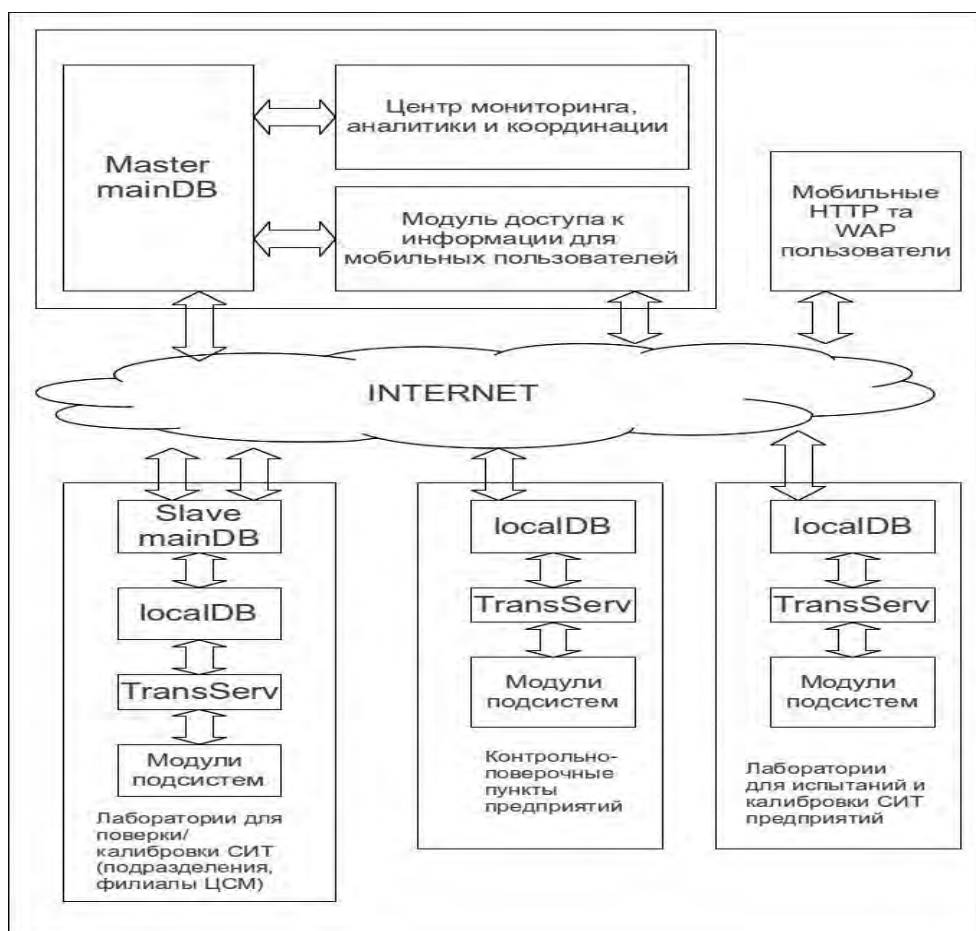 Master
mainDB
Центр мониторинга,
аналитики и координации
Модуль доступа к
информации для
мобильных пользователей
Мобильные
HTTP та
WAP
пользователи
INTERNET
Slave
mainDB
localDB
TransServ
Модули
подсистем
Лаборатории для
поверки/
калибровки СИТ
(подразделения,
филиалы ЦСМ)
localDB
TransServ
Модули
подсистем
Контрольно-
поверочные
пункты
предприятий
localDB
TransServ
Модули
подсистем
Лаборатории
для испытаний и
калибровки СИТ
предприятий